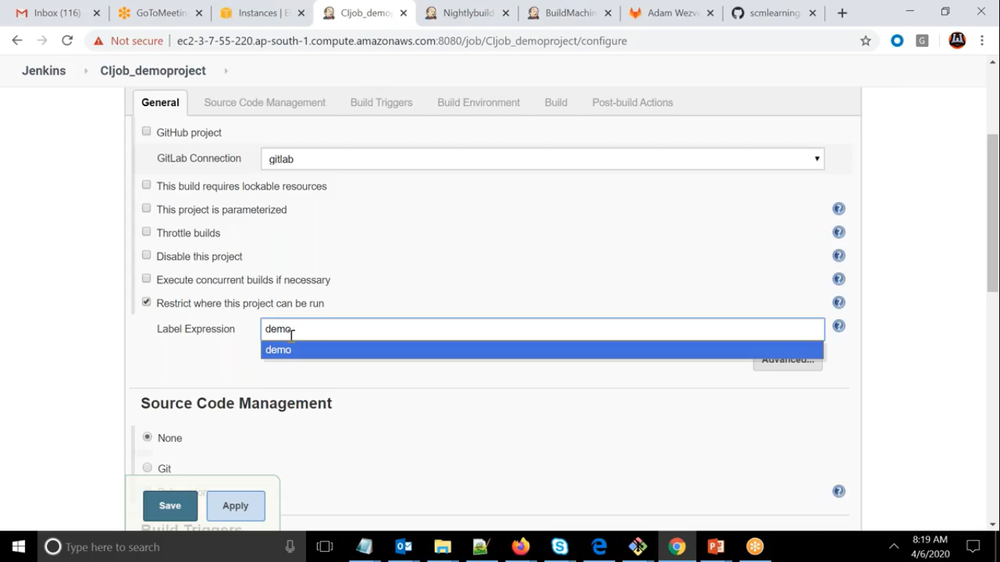 Inbox (116)
GoToMeetin
Instances | E
CIjob_demo
Nightlybuild
BuildMachin
Adam Wezva
scmlearning
Not secure
ec2-3-7-55-220.ap-south-1.compute.amazonaws.com:8080/job/CIjob_demoproject/configure
G
Jenkins
CIjob_demoproject
General
Source Code Management
Build Triggers
Build Environment
Build
Post-build Actions
GitHub project
GitLab Connection
gitlab
This build requires lockable resources
This project is parameterized
Throttle builds
Disable this project
Execute concurrent builds if necessary
Restrict where this project can be run
Label Expression
demo
demo
Advanced...
Source Code Management
None
Git
Save
Apply
Build Triggers
Type here to search
8:19 AM
4/6/2020